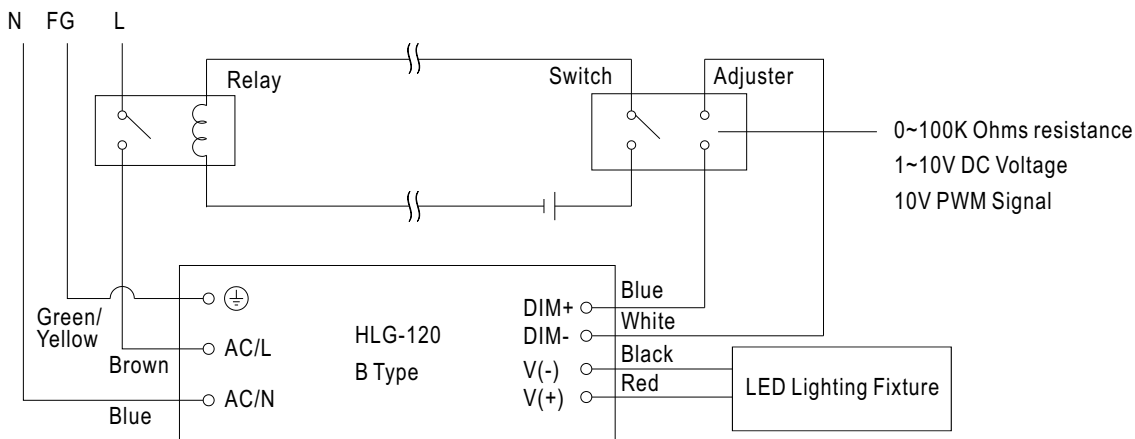 N FG L
Relay
Switch
Adjuster
0~100K Ohms resistance
1~10V DC Voltage
10V PWM Signal
Green/
Yellow
Brown
Blue
AC/L
AC/N
HLG-120
B Type
DIM+
DIM-
V(-)
V(+)
Blue
White
Black
Red
LED Lighting Fixture